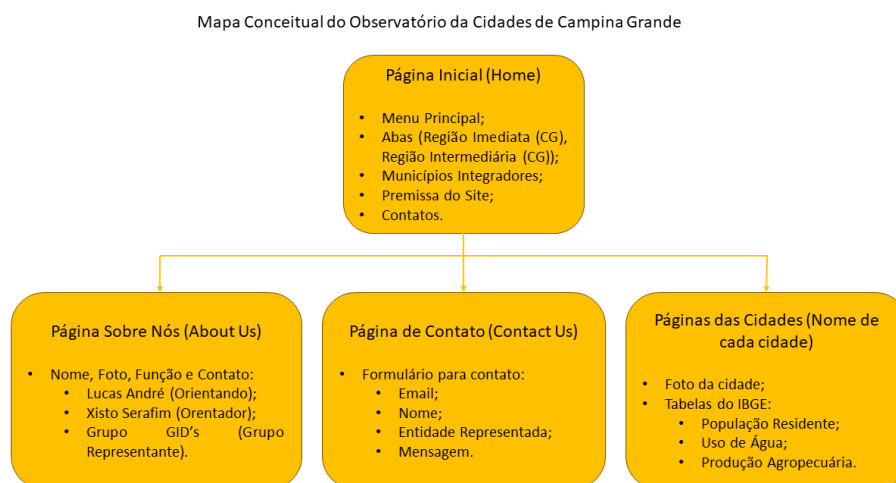 Mapa Conceitual do Observatório da Cidades de Campina Grande
Página Inicial (Home)
• Menu Principal;
• Abas (Região Imediata (CG),
Região Intermediária (CG));
• Municípios Integradores;
• Premissa do Site;
• Contatos.
Página Sobre Nós (About Us)
• Nome, Foto, Função e Contato:
• Lucas André (Orientando);
• Xisto Serafim (Orentador);
• Grupo GID’s (Grupo
Representante).
Página de Contato (Contact Us)
• Formulário para contato:
• Email;
• Nome;
• Entidade Representada;
• Mensagem.
Páginas das Cidades (Nome de
cada cidade)
• Foto da cidade;
• Tabelas do IBGE:
• População Residente;
• Uso de Água;
• Produção Agropecuária.